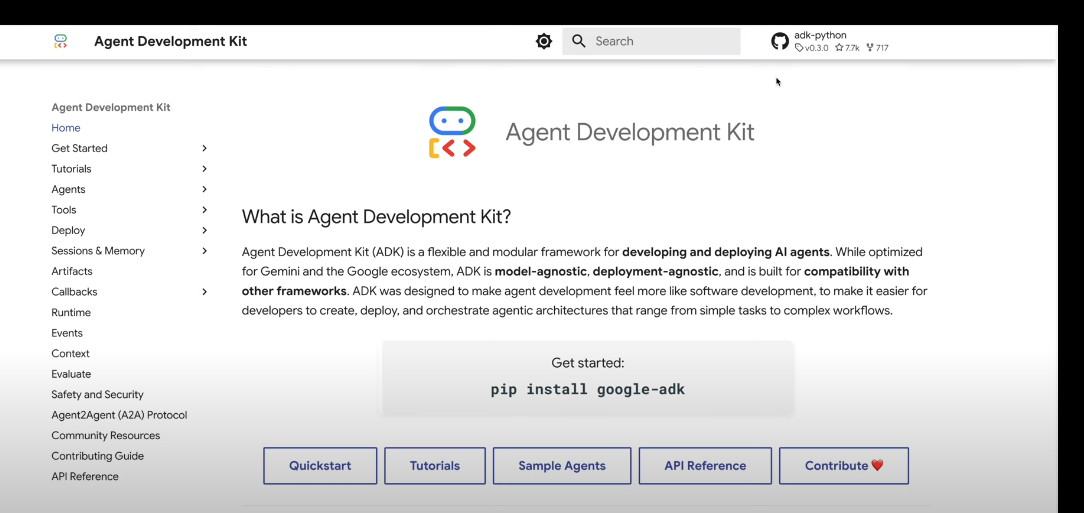 Agent Development Kit
Search
adk-python
v0.3.0 7.7k 717
Agent Development Kit
Home
Get Started
Tutorials
Agents
Tools
Deploy
Sessions & Memory
Artifacts
Callbacks
Runtime
Events
Context
Evaluate
Safety and Security
Agent2Agent (A2A) Protocol
Community Resources
Contributing Guide
API Reference
Agent Development Kit
What is Agent Development Kit?
Agent Development Kit (ADK) is a flexible and modular framework for developing and deploying AI agents. While optimized
for Gemini and the Google ecosystem, ADK is model-agnostic, deployment-agnostic, and is built for compatibility with
other frameworks. ADK was designed to make agent development feel more like software development, to make it easier for
developers to create, deploy, and orchestrate agentic architectures that range from simple tasks to complex workflows.
Get started:
pip install google-adk
Quickstart
Tutorials
Sample Agents
API Reference
Contribute ❤️